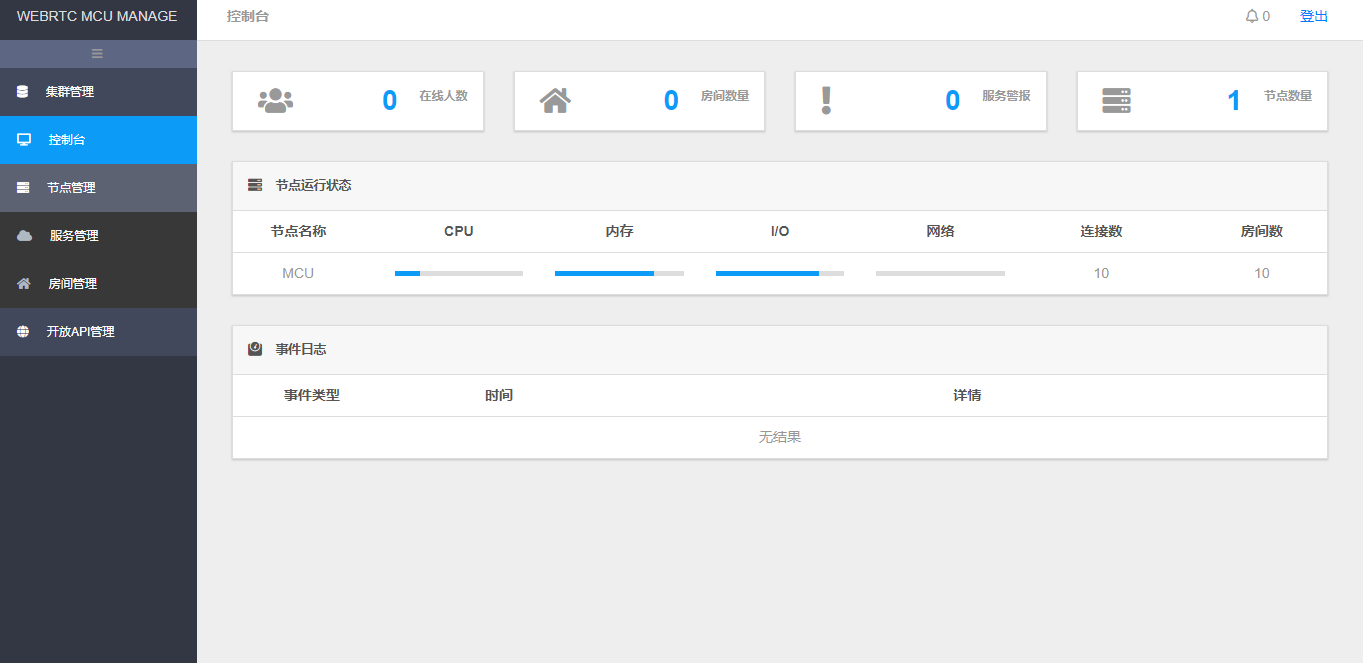 WEBRTC MCU MANAGE
控制台
0
登出
集群管理
控制台
节点管理
服务管理
房间管理
开放API管理
0 在线人数
0 房间数量
0 服务警报
1 节点数量
节点运行状态
节点名称 CPU 内存 I/O 网络 连接数 房间数
MCU 10 10
事件日志
事件类型 时间 详情
无结果